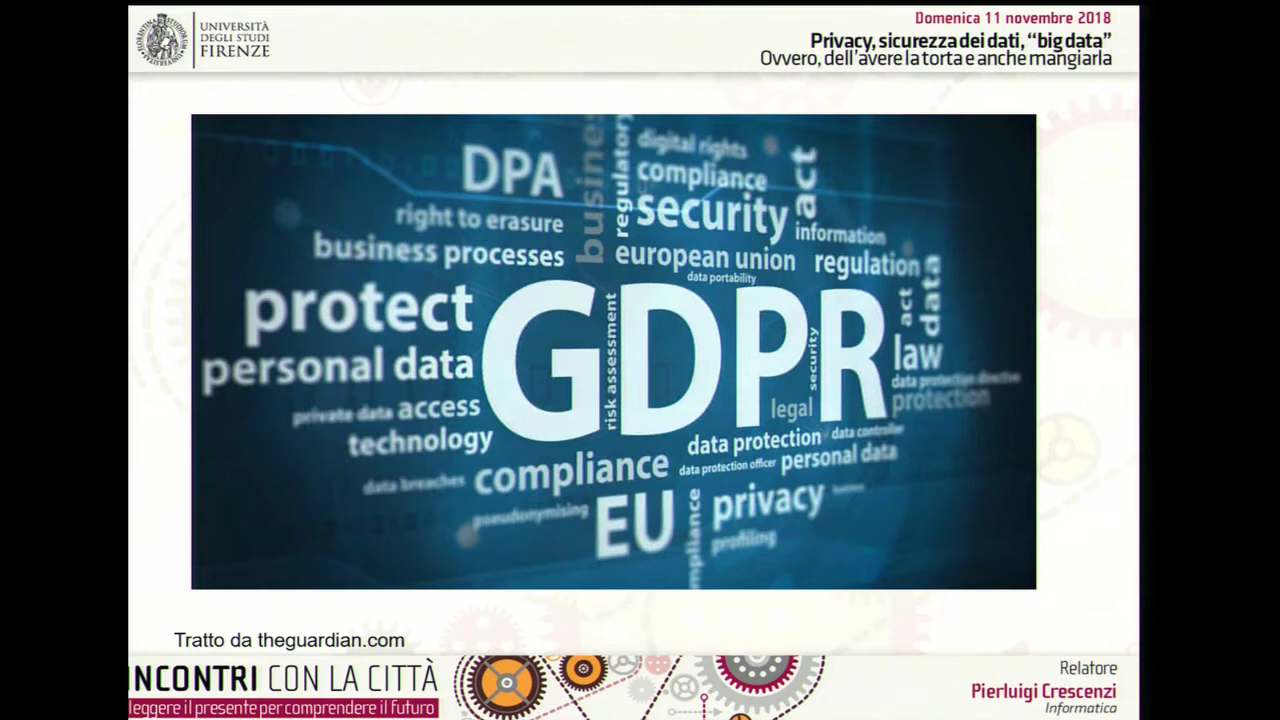 UNIVERSITÀ
DEGLI STUDI
FIRENZE
Domenica 11 novembre 2018
Privacy, sicurezza dei dati, “big data”
Ovvero, dell’avere la torta e anche mangiarla
digital rights
DPA
busines
regulatory
compliance
act
right to erasure
security
information
business processes
european union
regulation
data
data portability
protect
GDPR
risk assessment
security
act
law
personal data
data protection directive
protection
private data
access
legal
technology
data protection
data controller
data breaches
compliance
data protection officer
personal data
pseudonymising
EU
mpliance
privacy
profiling
Tratto da theguardian.com
NCONTRI CON LA CITTÀ
leggere il presente per comprendere il futuro
Relatore
Pierluigi Crescenzi
Informatica